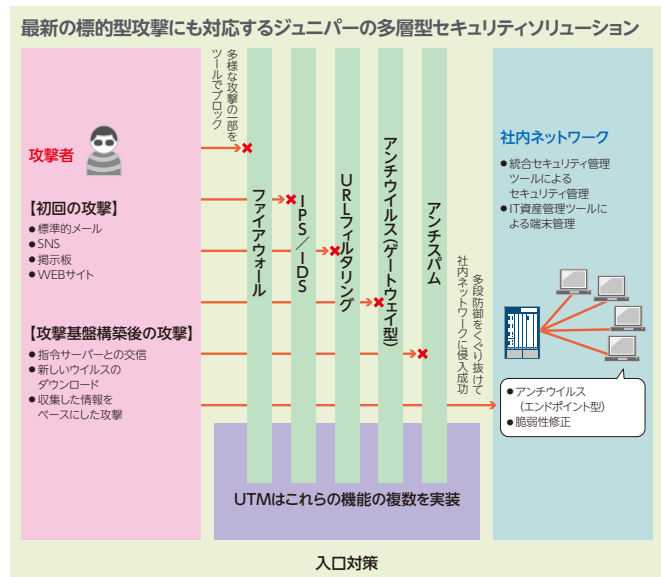 最新の標的型攻撃にも対応するジュニパーの多層型セキュリティソリューション
多様な攻撃の一部を
ツールでブロック
攻撃者
【初回の攻撃】
●標準的メール
●SNS
●掲示板
●WEBサイト
【攻撃基盤構築後の攻撃】
●指令サーバーとの交信
●新しいウイルスの
ダウンロード
●収集した情報を
ベースにした攻撃
ファイアウォール
IPS／IDS
URLフィルタリング
アンチウイルス（ゲートウェイ型）
アンチスパム
多段防御をくぐり抜けて
社内ネットワークに侵入成功
社内ネットワーク
●統合セキュリティ管理
ツールによる
セキュリティ管理
●IT資産管理ツールに
よる端末管理
●アンチウイルス
（エンドポイント型）
●脆弱性修正
UTMはこれらの機能の複数を実装
入口対策